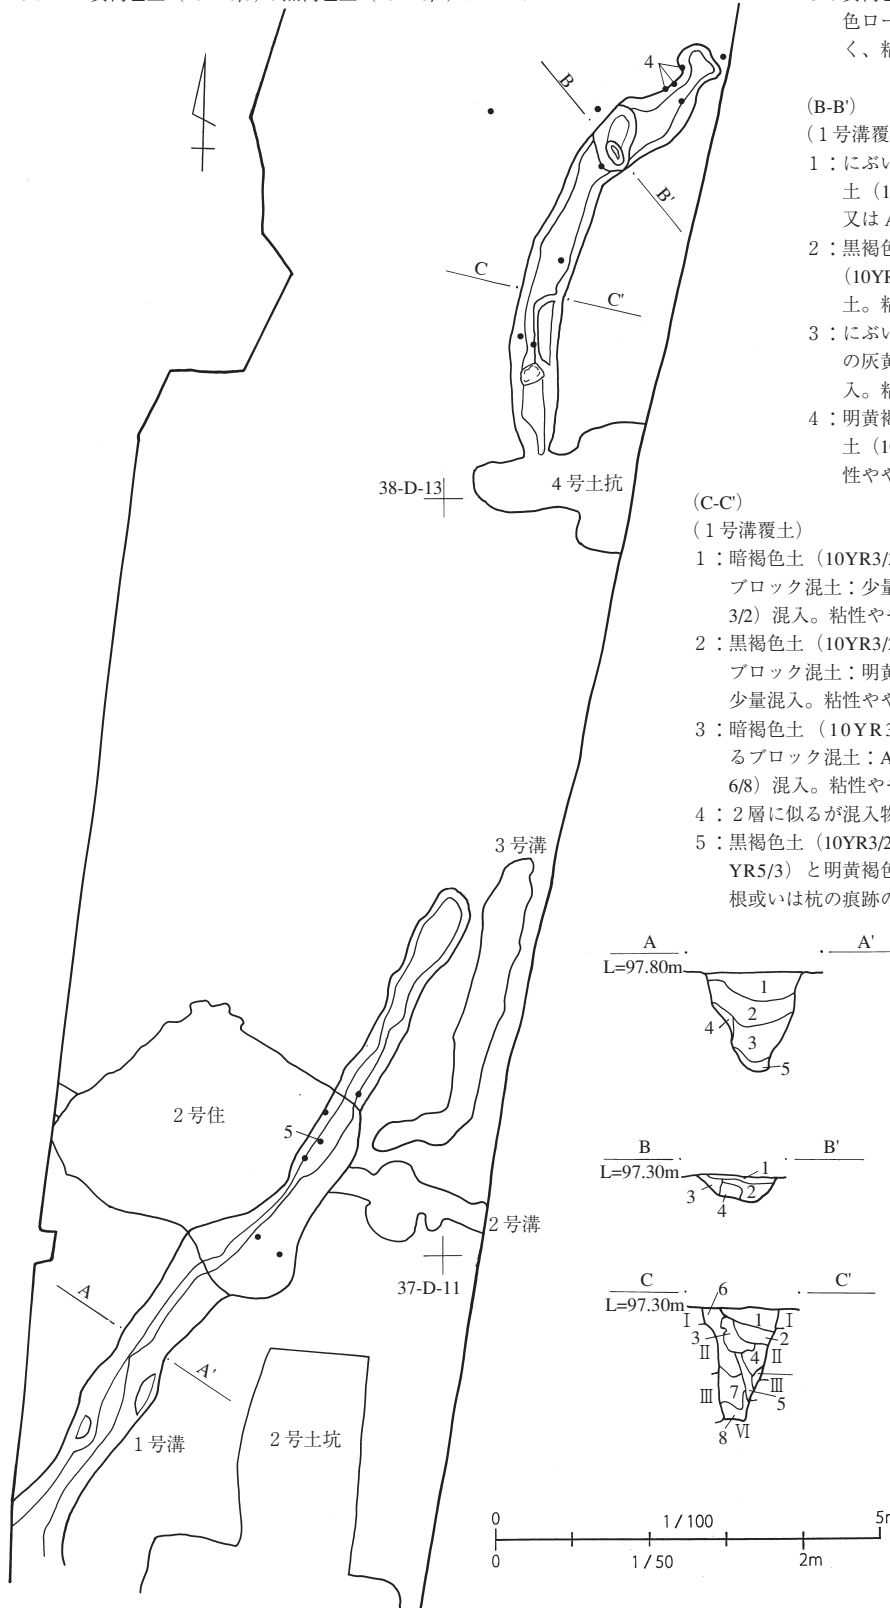 色ロー
く、粘
(B-B')
（１号溝覆
１：にぶい
土（1
又は A
２：黒褐色
（10YR
土。粘
３：にぶい
の灰黄
入。粘
４：明黄褐
土（10
性やや
(C-C')
（１号溝覆土）
１：暗褐色土（10YR3/2
ブロック混土：少量
3/2）混入。粘性やや
２：黒褐色土（10YR3/2
ブロック混土：明黄
少量混入。粘性やや
３：暗褐色土（10YR3
るブロック混土：A
6/8）混入。粘性やや
４：２層に似るが混入物
５：黒褐色土（10YR3/2
YR5/3）と明黄褐色
根或いは杭の痕跡の
4
B
B'
C
C'
38-D-13
４号土抗
３号溝
２号住
5
２号溝
37-D-11
A
A'
１号溝
２号土坑
A
A'
L=97.80m
1
2
4
3
5
B
B'
L=97.30m
1
3
2
4
C
C'
L=97.30m
6
Ⅰ
1
Ⅰ
3
2
Ⅱ
4
Ⅱ
Ⅲ
7
Ⅲ
5
8
Ⅵ
0
1/100
5m
0
1/50
2m